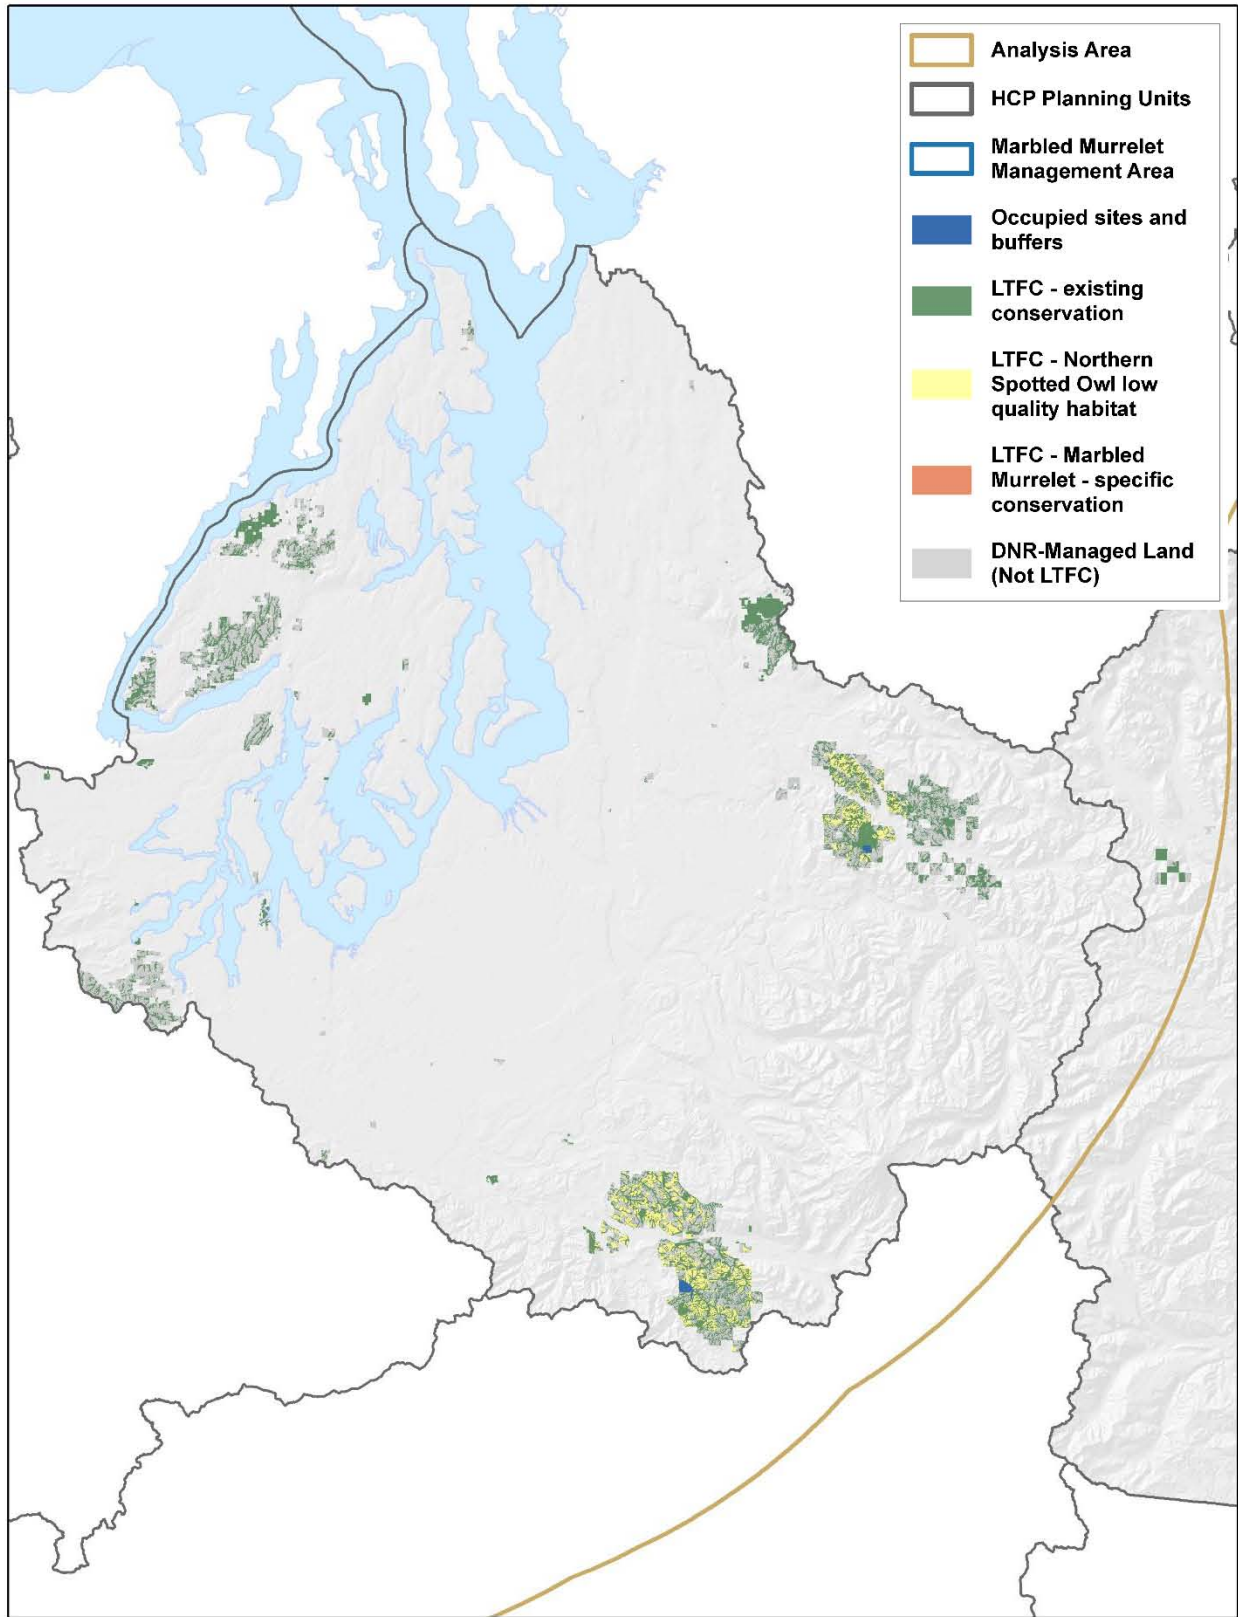 Analysis Area
HCP Planning Units
Marbled Murrelet
Management Area
Occupied sites and
buffers
LTFC - existing
conservation
LTFC - Northern
Spotted Owl low
quality habitat
LTFC - Marbled
Murrelet - specific
conservation
DNR-Managed Land
(Not LTFC)